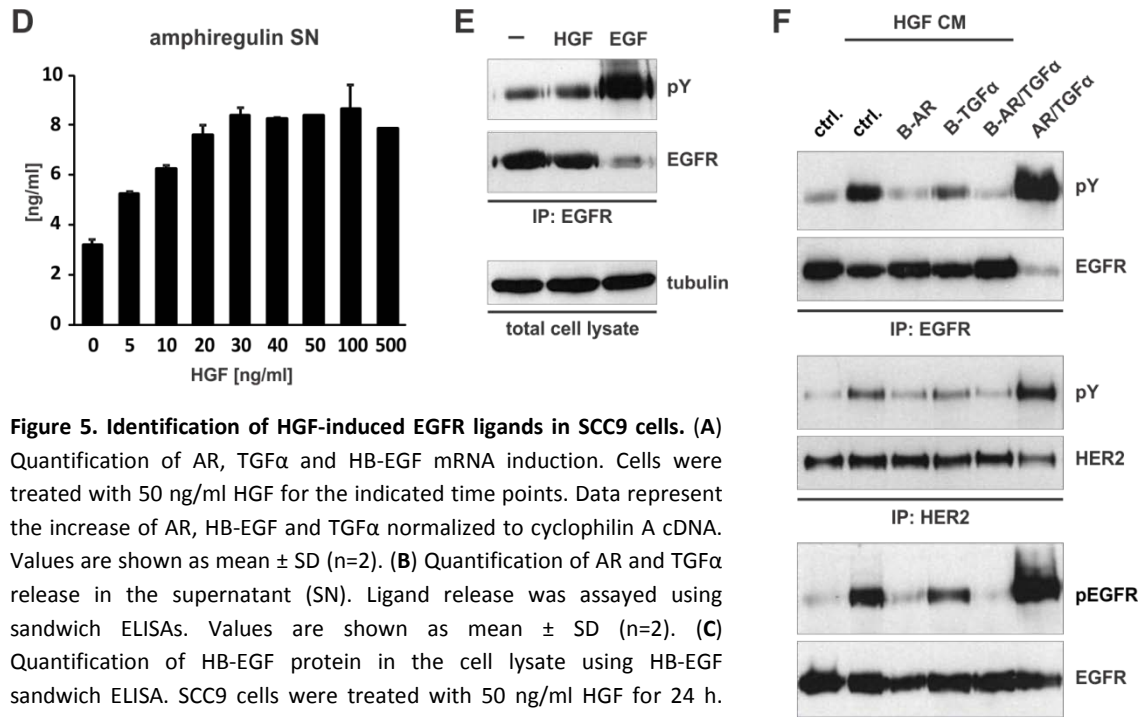 D
amphiregulin SN
10
8
6
4
2
0
[ng/ml]
0 5 10 20 30 40 50 100 500
HGF [ng/ml]
E
– HGF EGF
pY
EGFR
IP: EGFR
tubulin
total cell lysate
F
HGF CM
ctrl. ctrl. B-AR B-TGFα B-AR/TGFα AR/TGFα
pY
EGFR
IP: EGFR
pY
HER2
IP: HER2
pEGFR
EGFR
Figure 5. Identification of HGF-induced EGFR ligands in SCC9 cells. (A)
Quantification of AR, TGFα and HB-EGF mRNA induction. Cells were
treated with 50 ng/ml HGF for the indicated time points. Data represent
the increase of AR, HB-EGF and TGFα normalized to cyclophilin A cDNA.
Values are shown as mean ± SD (n=2). (B) Quantification of AR and TGFα
release in the supernatant (SN). Ligand release was assayed using
sandwich ELISAs. Values are shown as mean ± SD (n=2). (C)
Quantification of HB-EGF protein in the cell lysate using HB-EGF
sandwich ELISA. SCC9 cells were treated with 50 ng/ml HGF for 24 h.